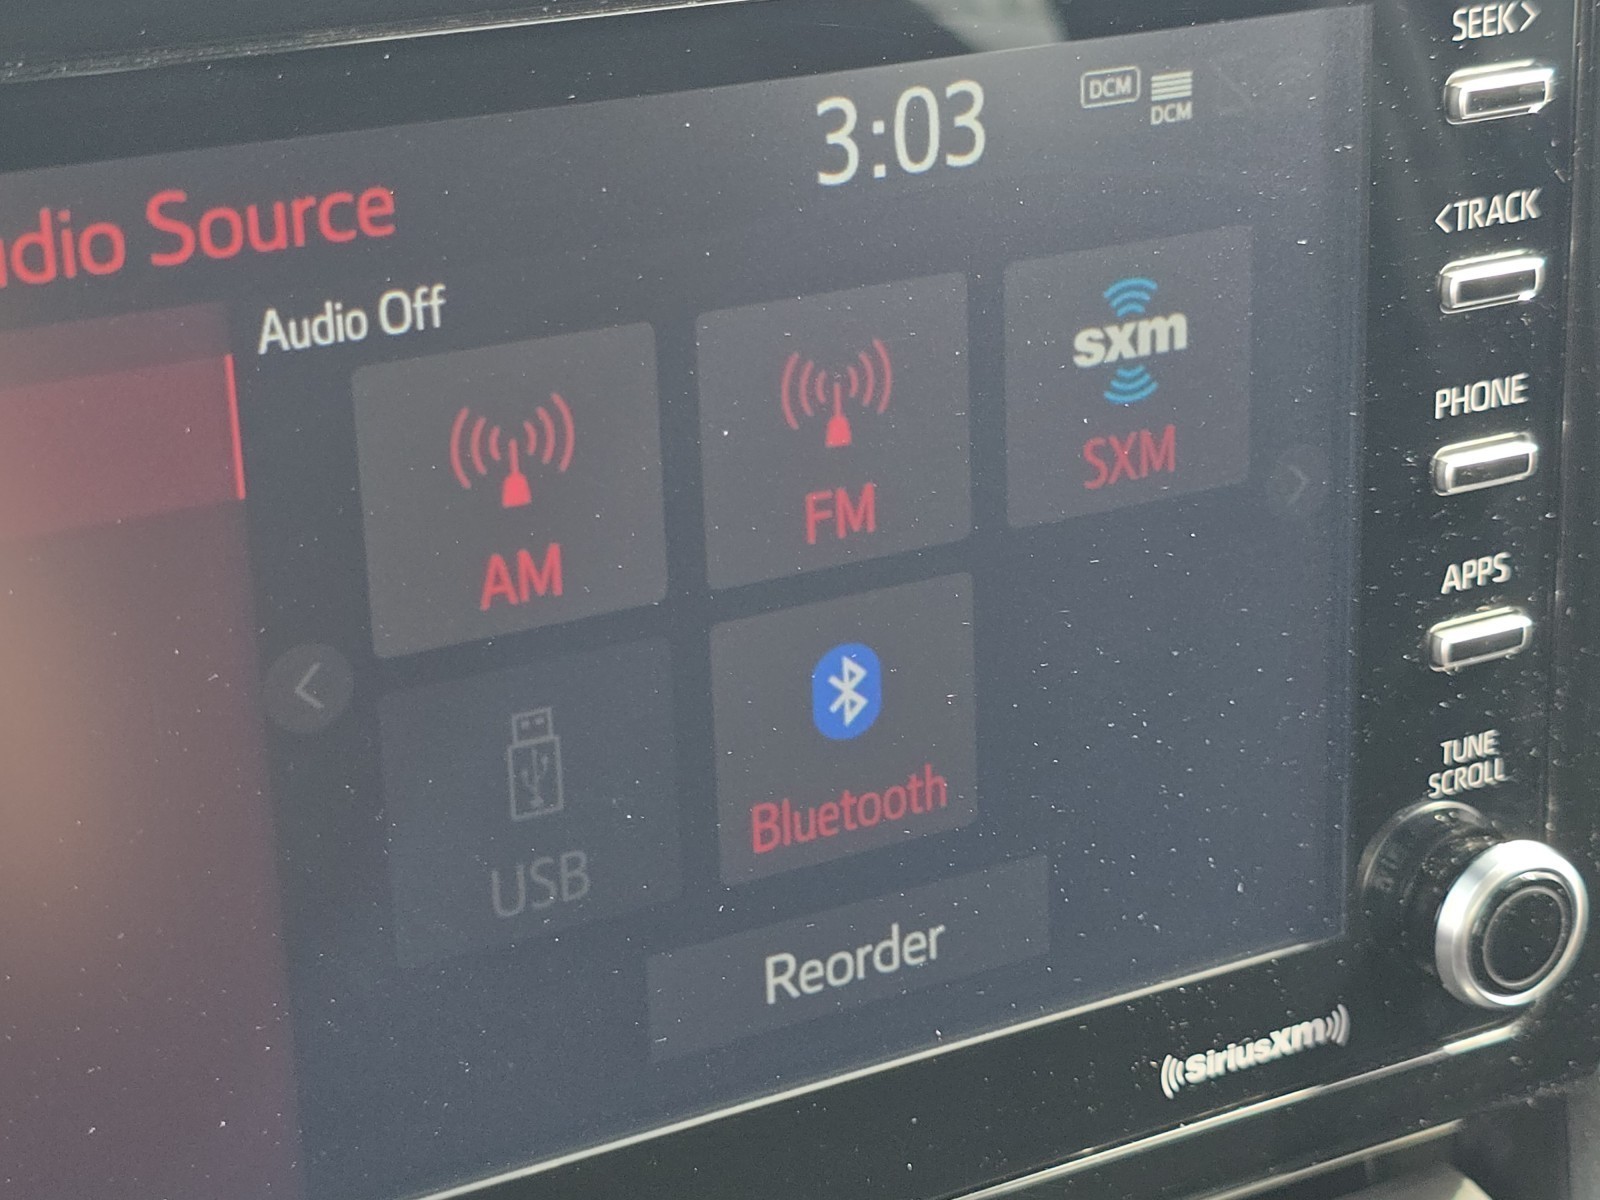 SEEK>
3:03
DCM
DCM
<TRACK
udio Source
Audio Off
sxm
AM
FM
SXM
PHONE
APPS
USB
Bluetooth
TUNE
SCROLL
Reorder
((SiriusXM))